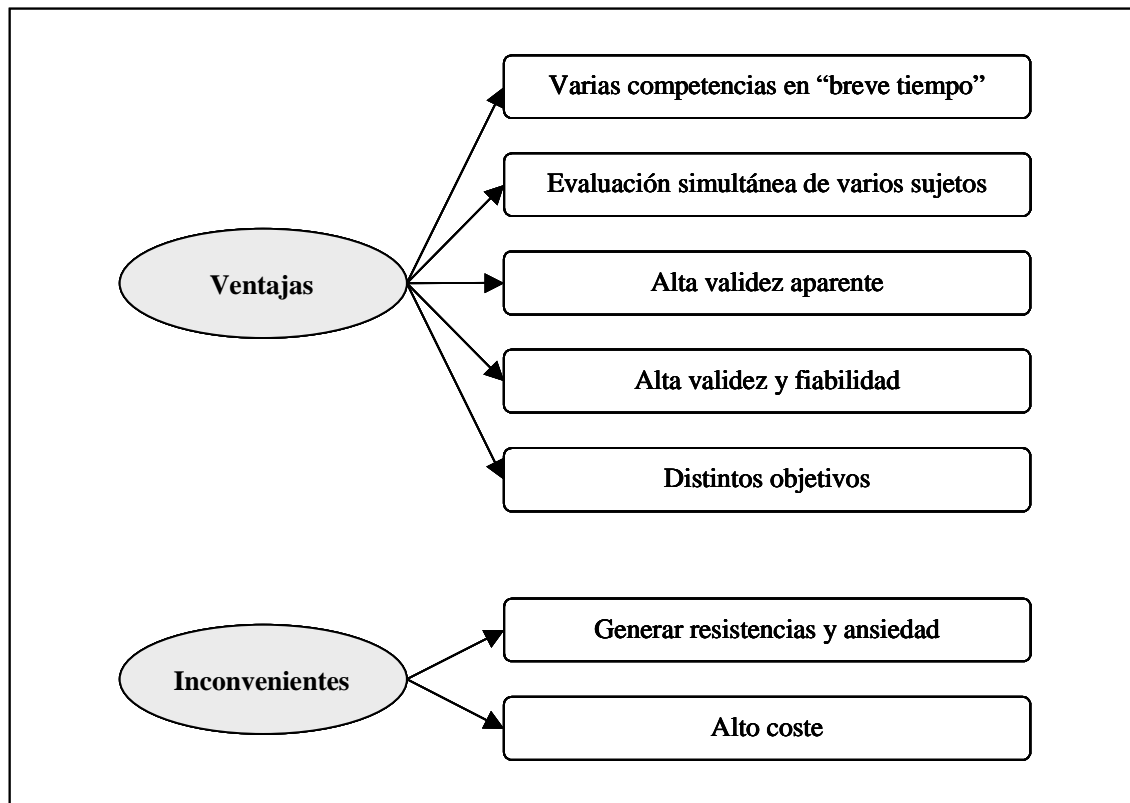 Varias competencias en “breve tiempo”
Evaluación simultánea de varios sujetos
Ventajas
Alta validez aparente
Alta validez y fiabilidad
Distintos objetivos
Generar resistencias y ansiedad
Inconvenientes
Alto coste